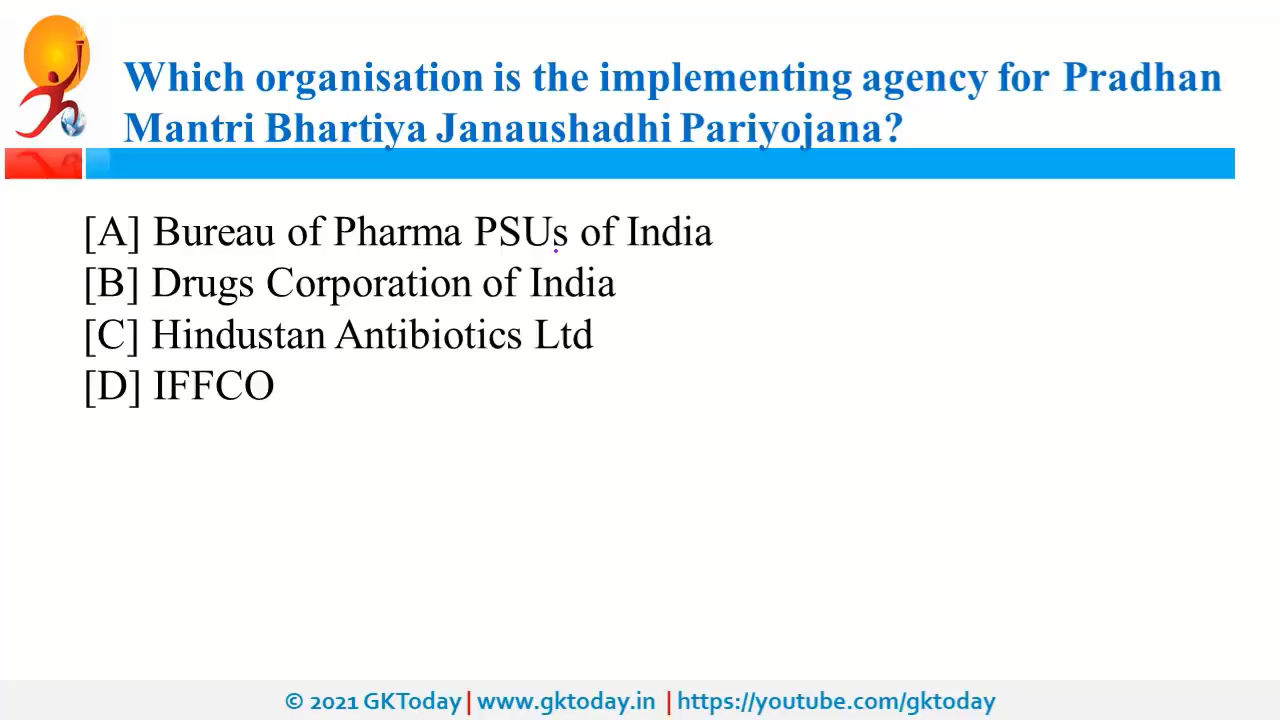 Which organisation is the implementing agency for Pradhan
Mantri Bhartiya Janaushadhi Pariyojana?
[A] Bureau of Pharma PSUs of India
[B] Drugs Corporation of India
[C] Hindustan Antibiotics Ltd
[D] IFFCO
© 2021 GKToday | www.gktoday.in | https://youtube.com/gktoday